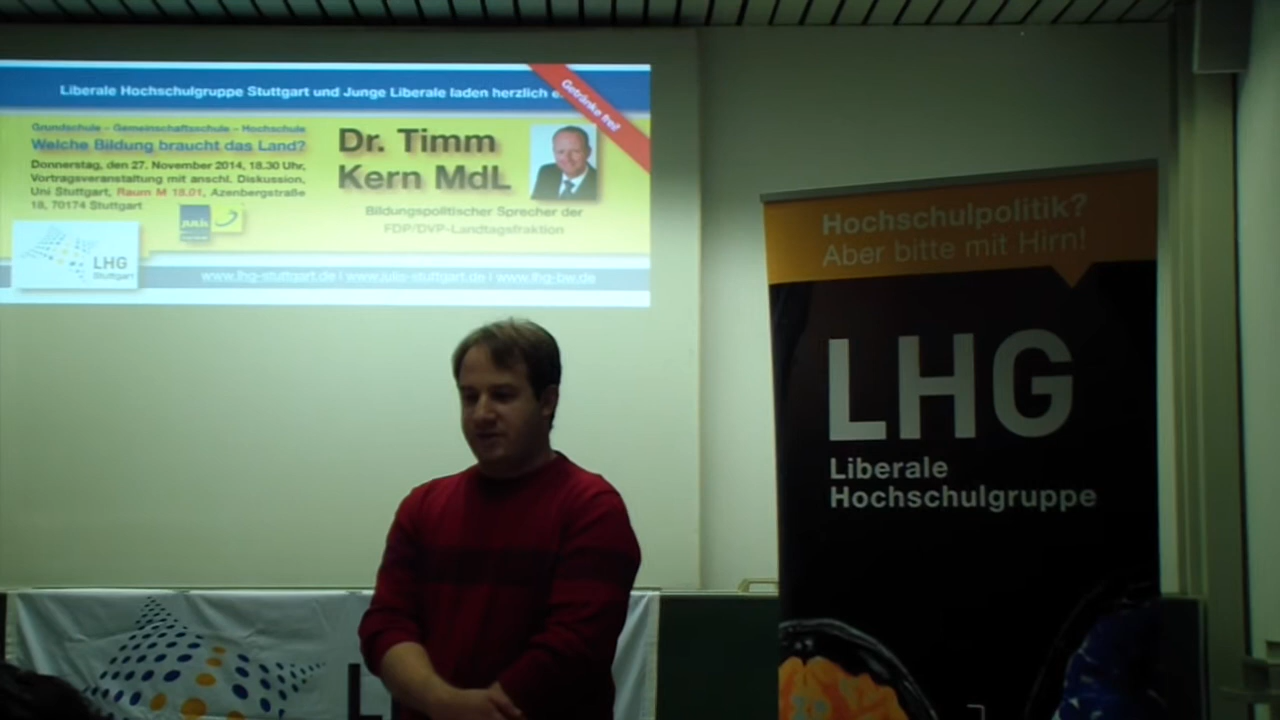 Liberale Hochschulgruppe Stuttgart und Junge Liberale laden herzlich e
Getränke frei!
Grundschule – Gemeinschaftsschule – Hochschule
Welche Bildung braucht das Land?
Donnerstag, den 27. November 2014, 18.30 Uhr,
Vortragsveranstaltung mit anschl. Diskussion,
Uni Stuttgart, Raum M 18.01, Azenbergstraße
18, 70174 Stuttgart
Dr. Timm
Kern MdL
Bildungspolitischer Sprecher der
FDP/DVP-Landtagsfraktion
LHG
Stuttgart
www.lhg-stuttgart.de | www.julis-stuttgart.de | www.lhg-bw.de
Hochschulpolitik?
Aber bitte mit Hirn!
LHG
Liberale
Hochschulgruppe
L